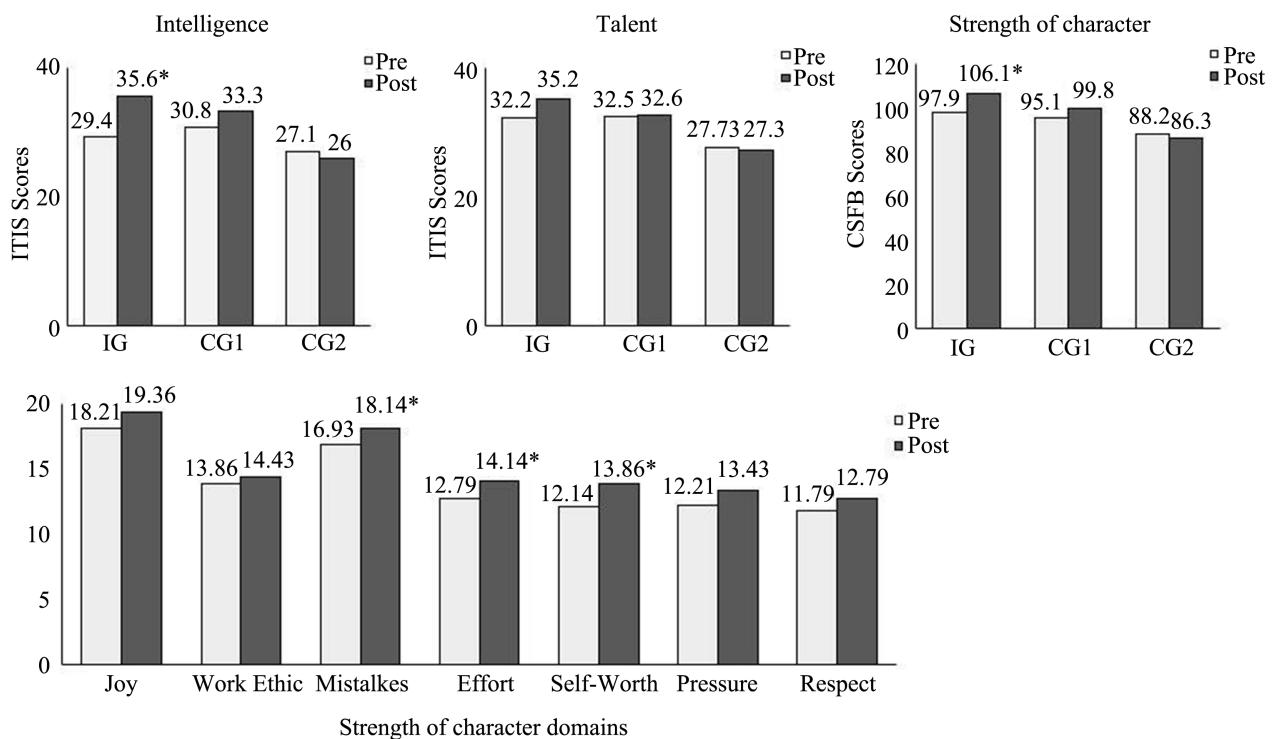 Intelligence
Pre
Post
ITIS Scores
40
20
0
29.4
35.6*
30.8
33.3
27.1
26
IG
CG1
CG2
Talent
Pre
Post
ITIS Scores
40
20
0
32.2
35.2
32.5
32.6
27.73
27.3
IG
CG1
CG2
Strength of character
Pre
Post
CSFB Scores
120
100
80
60
40
20
0
97.9
106.1*
95.1
99.8
88.2
86.3
IG
CG1
CG2
Pre
Post
20
15
10
5
0
18.21
19.36
13.86
14.43
16.93
18.14*
12.79
14.14*
12.14
13.86*
12.21
13.43
11.79
12.79
Joy
Work Ethic
Mistalkes
Effort
Self-Worth
Pressure
Respect
Strength of character domains